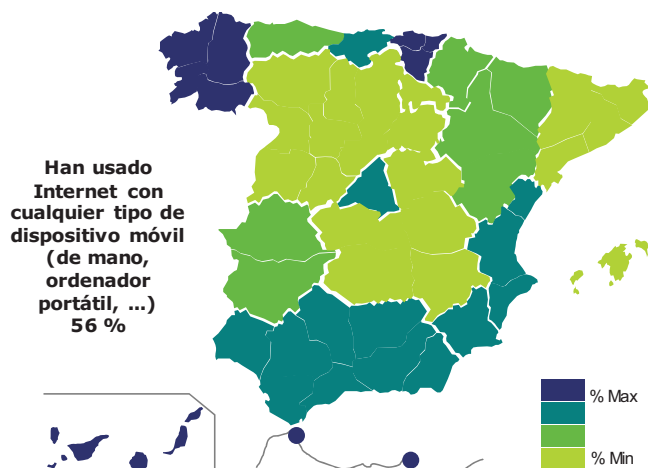 Han usado
Internet con
cualquier tipo de
dispositivo móvil
(de mano,
ordenador
portátil, ...)
56 %
% Max
% Min